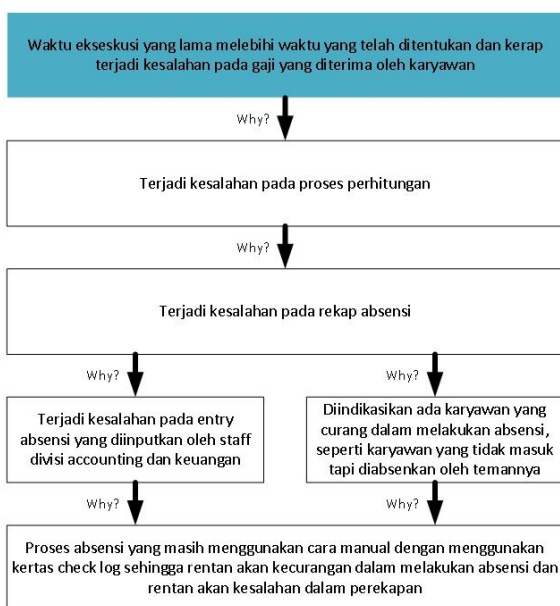 Waktu ekseskusi yang lama melebihi waktu yang telah ditentukan dan kerap
terjadi kesalahan pada gaji yang diterima oleh karyawan
Why?
Terjadi kesalahan pada proses perhitungan
Why?
Terjadi kesalahan pada rekap absensi
Why?
Why?
Terjadi kesalahan pada entry
absensi yang diinputkan oleh staff
divisi accounting dan keuangan
Diindikasikan ada karyawan yang
curang dalam melakukan absensi,
seperti karyawan yang tidak masuk
tapi diabsenkan oleh temannya
Why?
Why?
Proses absensi yang masih menggunakan cara manual dengan menggunakan
kertas check log sehingga rentan akan kecurangan dalam melakukan absensi dan
rentan akan kesalahan dalam perekapan